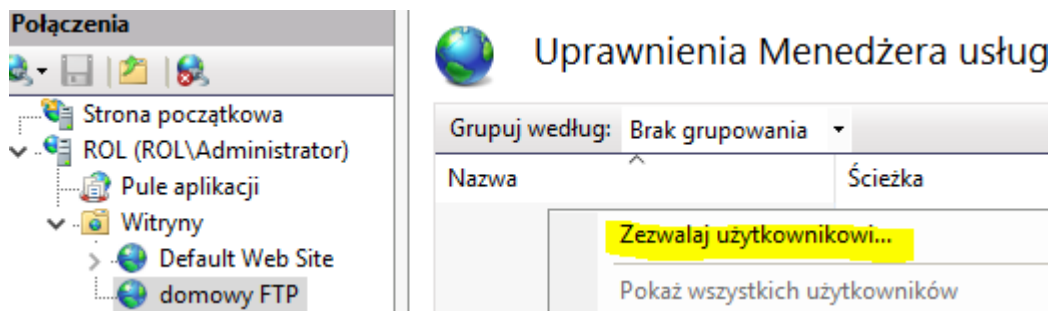 Połączenia
Strona początkowa
ROL (ROL\Administrator)
Pule aplikacji
Witryny
Default Web Site
domowy FTP
Uprawnienia Menedżera usług
Grupuj według: Brak grupowania
Nazwa Ścieżka
Zezwalaj użytkownikowi...
Pokaż wszystkich użytkowników